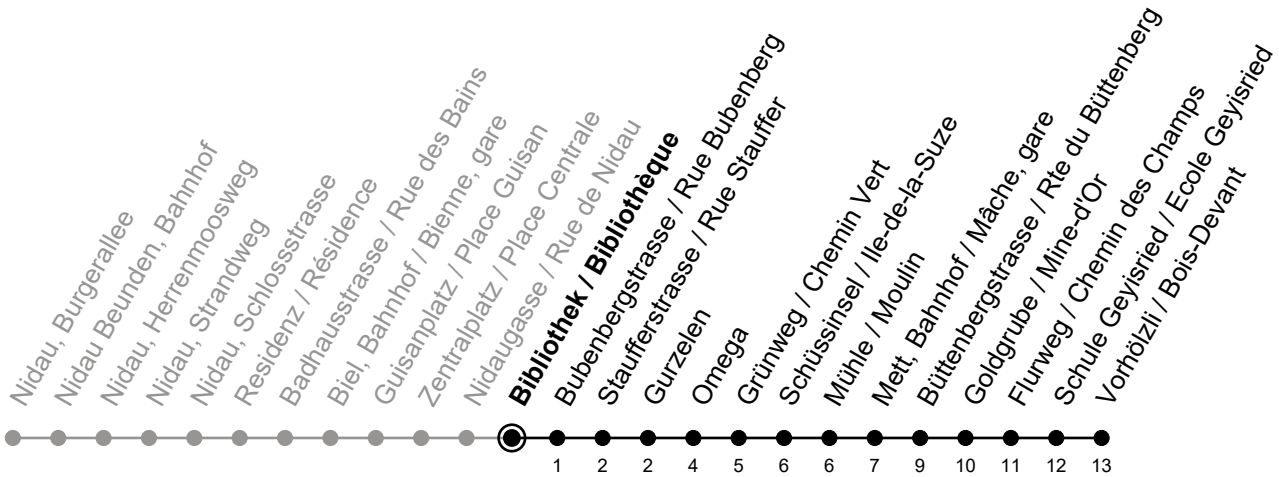 Nidau, Burgerallee
Nidau Beunden, Bahnhof
Nidau, Herrenmoosweg
Nidau, Strandweg
Nidau, Schlossstrasse
Residenz / Résidence
Badhausstrasse / Rue des Bains
Biel, Bahnhof / Bienne, gare
Guisanplatz / Place Guisan
Zentralplatz / Place Centrale
Nidaugasse / Rue de Nidau
Bibliothek / Bibliothèque
Bubenbergstrasse / Rue Bubenberg
Staufferstrasse / Rue Stauffer
Gurzelen
Omega
Grünweg / Chemin Vert
Schüssinsel / Ile-de-la-Suze
Mühle / Moulin
Mett, Bahnhof / Mâche, gare
Büttenbergstrasse / Rte du Büttenberg
Goldgrube / Mine-d'Or
Flurweg / Chemin des Champs
Schule Geyisried / Ecole Geyisried
Vorhölzli / Bois-Devant
1 2 2 4 5 6 6 7 9 10 11 12 13